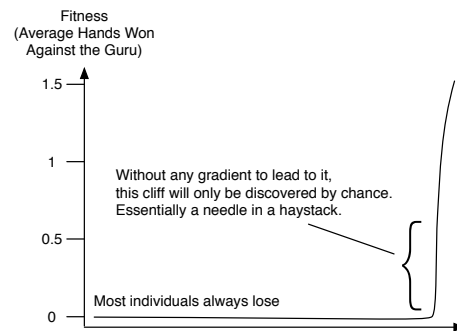 Fitness
(Average Hands Won
Against the Guru)
1.5
1
Without any gradient to lead to it,
this cliff will only be discovered by chance.
Essentially a needle in a haystack.
0.5
Most individuals always lose
0